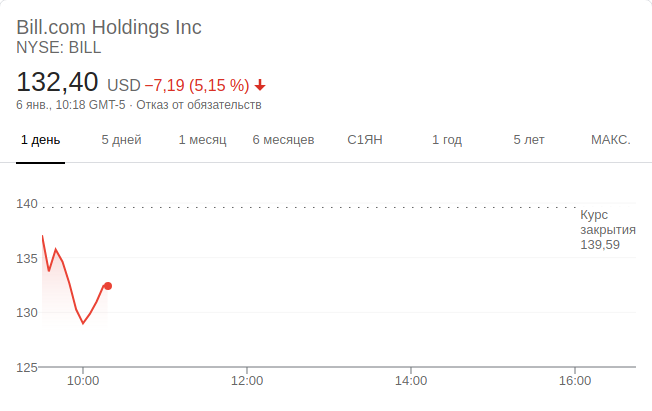 Bill.com Holdings Inc
NYSE: BILL
132,40 USD −7,19 (5,15 %)
6 янв., 10:18 GMT-5 · Отказ от обязательств
1 день 5 дней 1 месяц 6 месяцев С1ЯН 1 год 5 лет МАКС.
140
Курс
закрытия
139,59
135
130
125
10:00 12:00 14:00 16:00